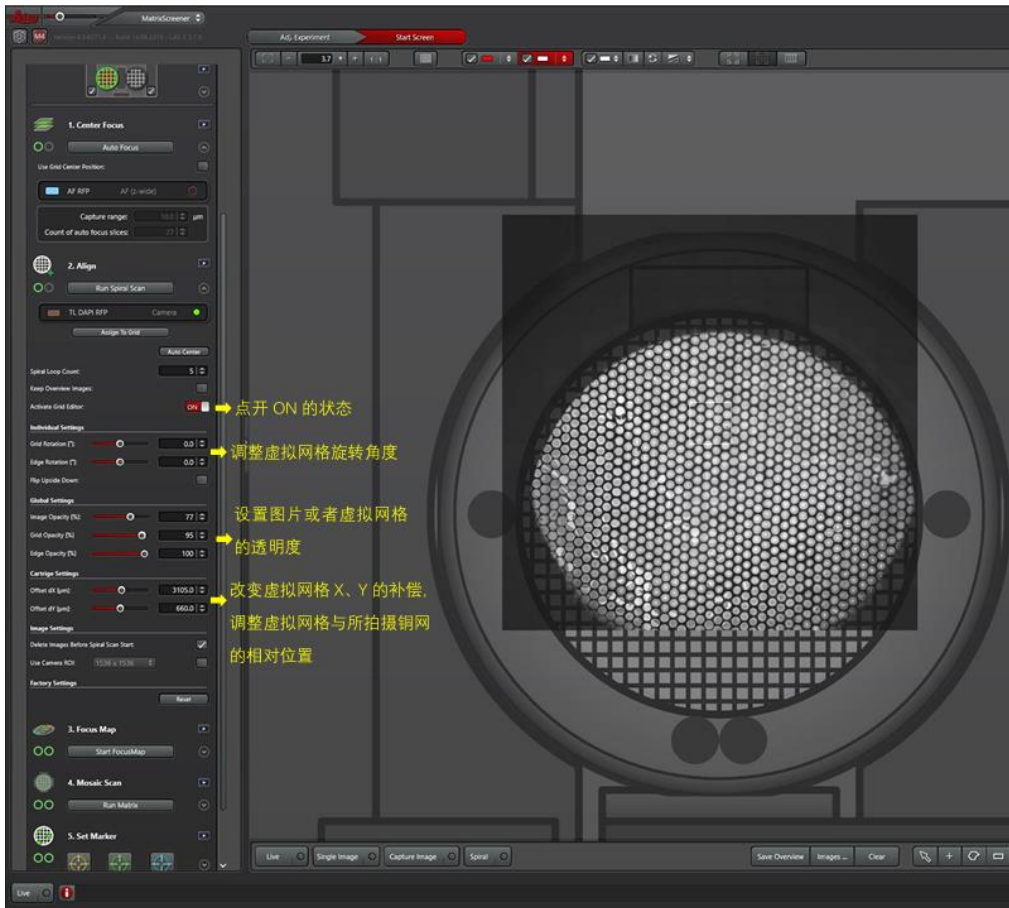 MatrixScreener
Adj. Experiment
Start Screen
3.7
1:1
1. Center Focus
Auto Focus
Use Grid Center Position:
AF RFP AF (z-wide)
Capture range: 10.0 µm
Count of auto focus slices: 27
2. Align
Run Spiral Scan
TL DAPI RFP Camera
Assign To Grid
Auto Center
Spiral Loop Count: 5
Keep Overview Images:
Activate Grid Editor: ON
点开 ON 的状态
Individual Settings
Grid Rotation [°]: 0.0
调整虚拟网格旋转角度
Edge Rotation [°]: 0.0
Flip Upside Down:
Global Settings
Image Opacity [%]: 77
设置图片或者虚拟网格
Grid Opacity [%] 95
的透明度
Edge Opacity [%] 100
Cartrige Settings
Offset dX [µm]: 3105.0
改变虚拟网格 X、Y 的补偿,
Offset dY [µm]: 660.0
调整虚拟网格与所拍摄铜网
的相对位置
Image Settings
Delete Images Before Spiral Scan Start:
Use Camera ROI: 1536 x 1536
Factory Settings
Reset
3. Focus Map
Start FocusMap
4. Mosaic Scan
Run Matrix
5. Set Marker
Live
Single Image
Capture Image
Spiral
Save Overview
Images ...
Clear
Live